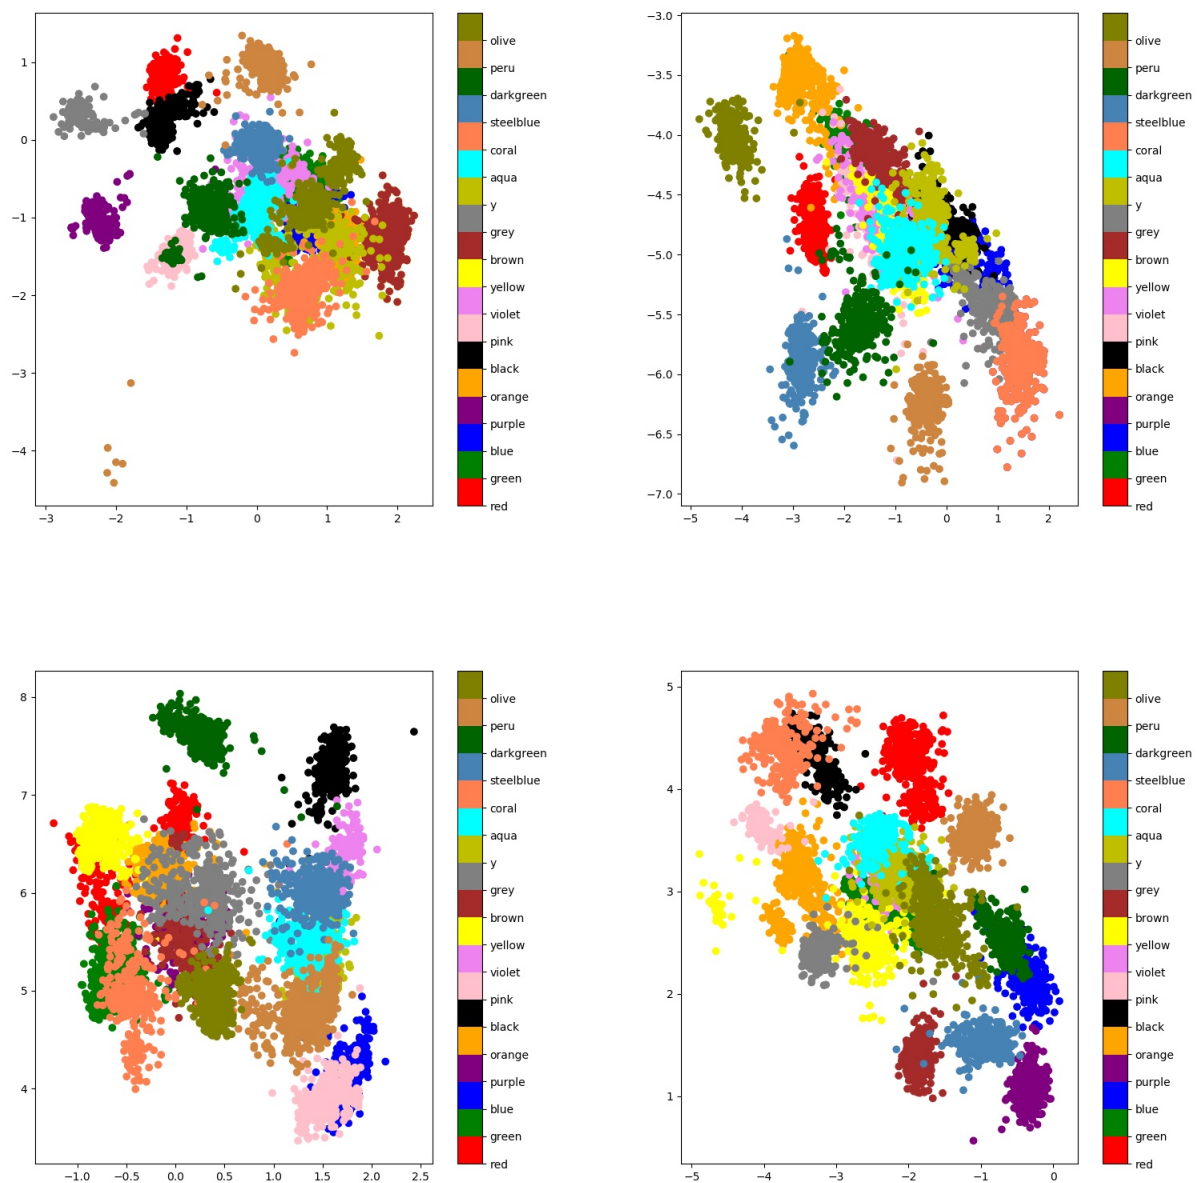 1
0
−1
−2
−3
−4
−3
−2
−1
0
1
2
olive
peru
darkgreen
steelblue
coral
aqua
y
grey
brown
yellow
violet
pink
black
orange
purple
blue
green
red
−3.0
−3.5
−4.0
−4.5
−5.0
−5.5
−6.0
−6.5
−7.0
−5
−4
−3
−2
−1
0
1
2
olive
peru
darkgreen
steelblue
coral
aqua
y
grey
brown
yellow
violet
pink
black
orange
purple
blue
green
red
8
7
6
5
4
−1.0
−0.5
0.0
0.5
1.0
1.5
2.0
2.5
olive
peru
darkgreen
steelblue
coral
aqua
y
grey
brown
yellow
violet
pink
black
orange
purple
blue
green
red
5
4
3
2
1
−5
−4
−3
−2
−1
0
olive
peru
darkgreen
steelblue
coral
aqua
y
grey
brown
yellow
violet
pink
black
orange
purple
blue
green
red